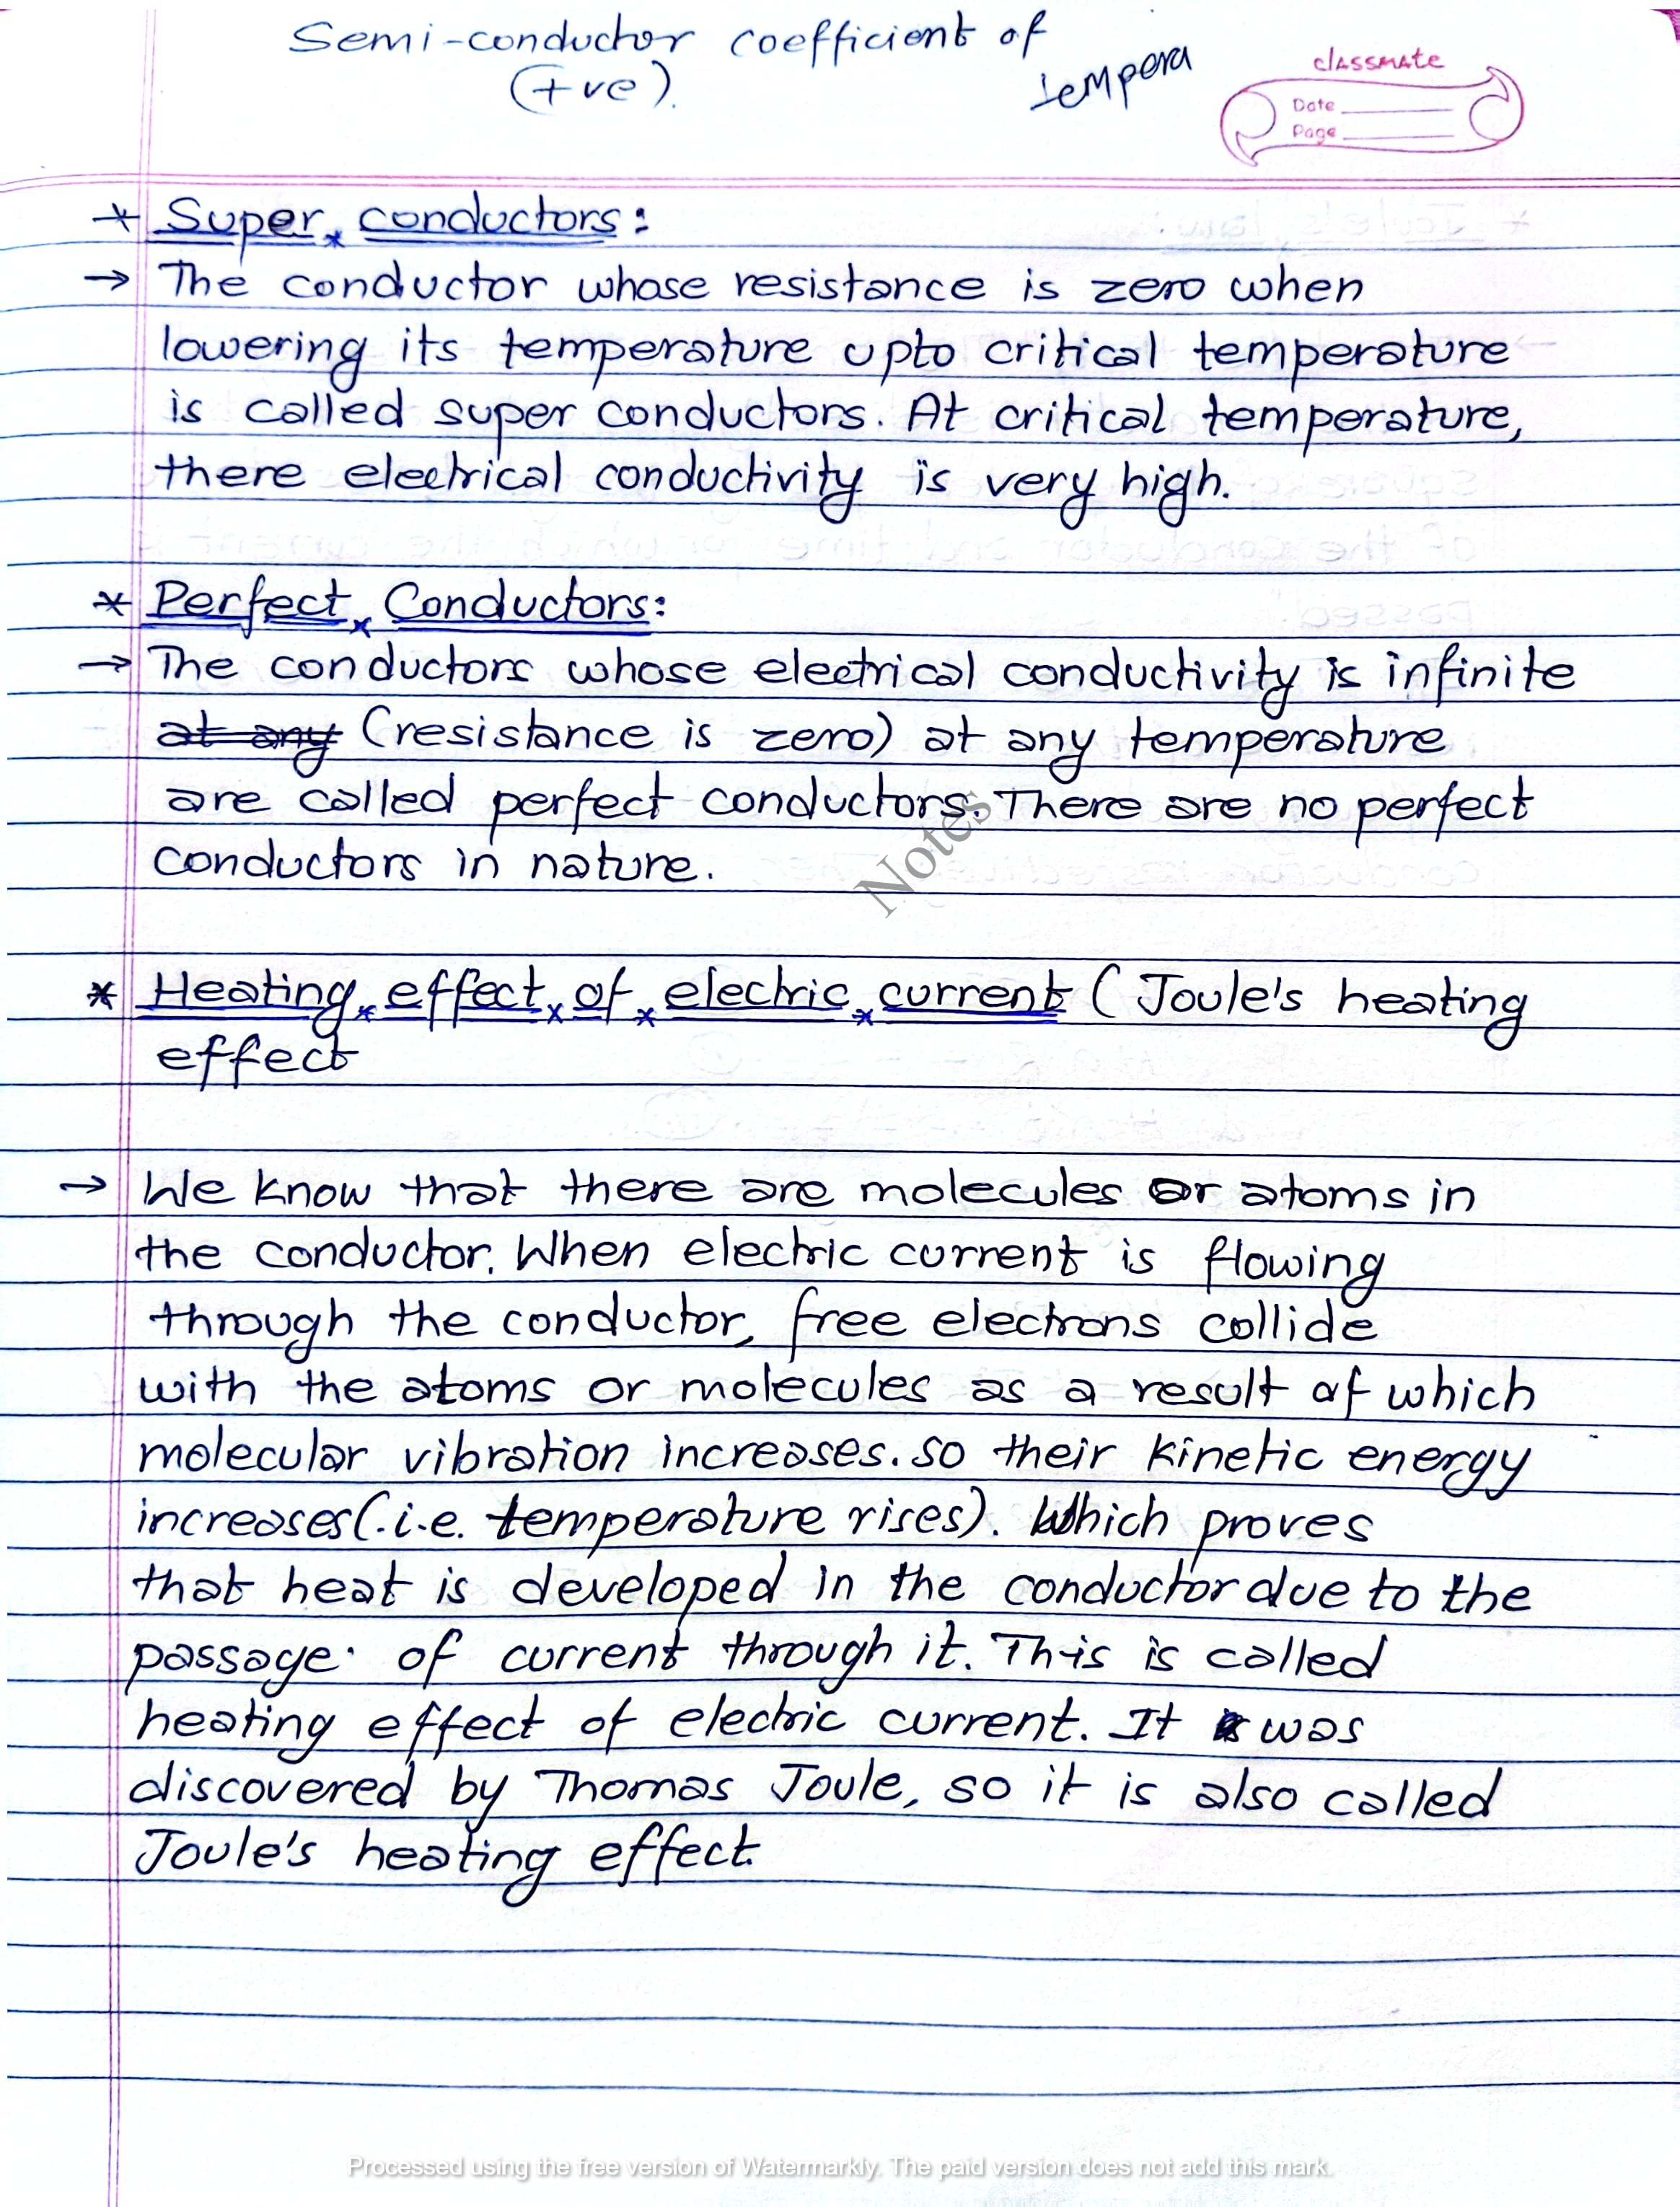 Semi-conductor coefficient of
tempera
(+ve).
classmate
Date
Page
* Super conductors:
→ The conductor whose resistance is zero when
lowering its temperature upto critical temperature
is called super conductors. At critical temperature,
there electrical conductivity is very high.
* Perfect Conductors:
→ The conductors whose electrical conductivity is infinite
at any (resistance is zero) at any temperature
are called perfect conductors. There are no perfect
conductors in nature.
Notes
* Heating effect of electric current (Joule's heating
effect
→ We know that there are molecules or atoms in
the conductor. When electric current is flowing
through the conductor, free electrons collide
with the atoms or molecules as a result of which
molecular vibration increases. so their kinetic energy
increases (i.e. temperature rises). Which proves
that heat is developed in the conductor due to the
passage of current through it. This is called
heating effect of electric current. It was
discovered by Thomas Joule, so it is also called
Joule's heating effect.
Processed using the free version of Watermarkly. The paid version does not add this mark.